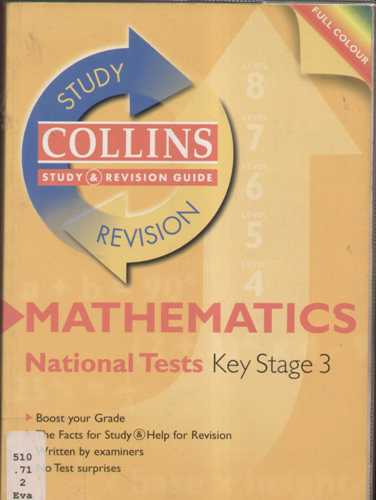 FULL COLOUR
STUDY
COLLINS
STUDY & REVISION GUIDE
REVISION
LEVEL
8
LEVEL
7
LEVEL
6
LEVEL
5
LEVEL
4
MATHEMATICS
National Tests Key Stage 3
Boost your Grade
The Facts for Study & Help for Revision
Written by examiners
No Test surprises
510
.71
2
Eva